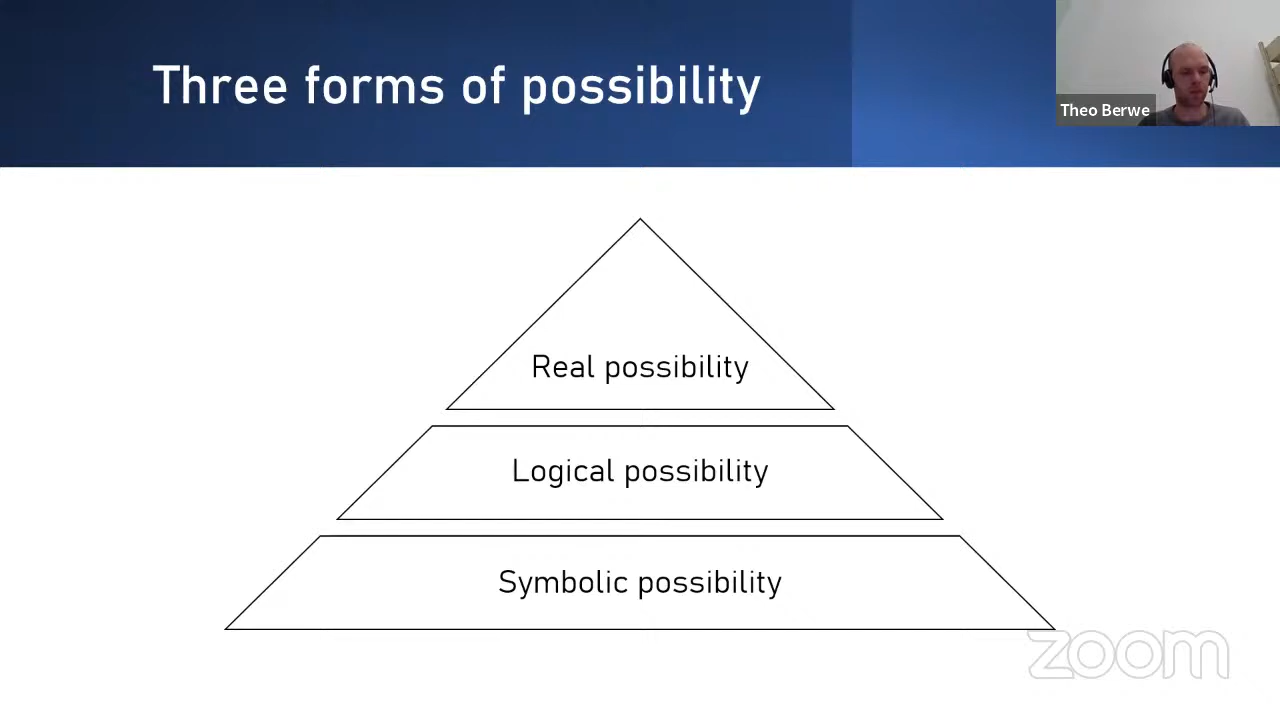 Three forms of possibility
Theo Berwe
Real possibility
Logical possibility
Symbolic possibility
zoom